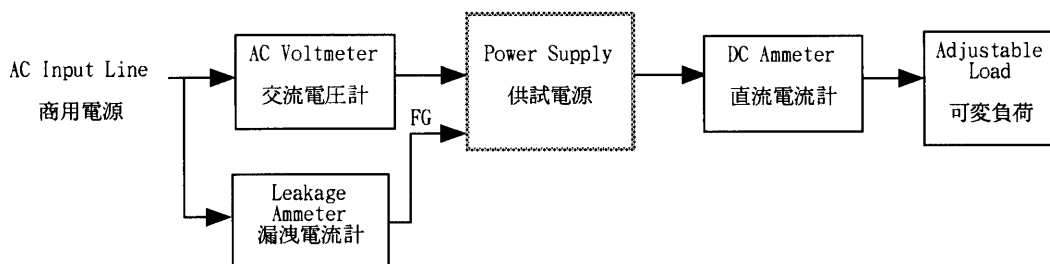 AC Input Line
商用電源
AC Voltmeter
交流電圧計
Leakage
Ammeter
漏洩電流計
FG
Power Supply
供試電源
DC Ammeter
直流電流計
Adjustable
Load
可変負荷